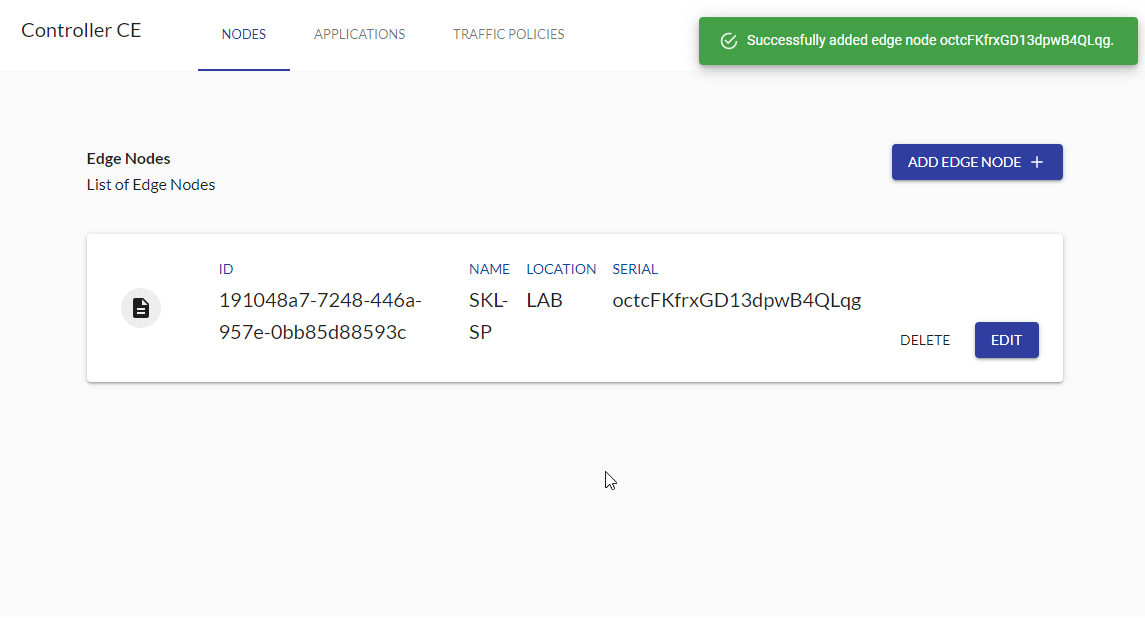 Controller CE
NODES
APPLICATIONS
TRAFFIC POLICIES
Successfully added edge node octcFKfrxGD13dpwB4QLqg.
Edge Nodes
List of Edge Nodes
ADD EDGE NODE +
ID
NAME
LOCATION
SERIAL
191048a7-7248-446a-
957e-0bb85d88593c
SKL-
SP
LAB
octcFKfrxGD13dpwB4QLqg
DELETE
EDIT